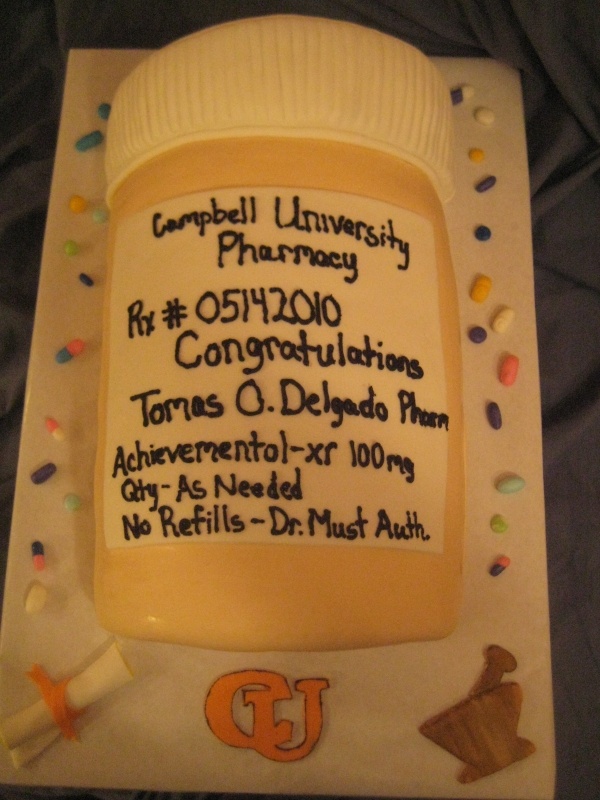 Campbell University
Pharmacy
Rx # 05142010
Congratulations
Tomas O. Delgado Pharm
Achievementol-xr 100mg
Qty-As Needed
No Refills-Dr. Must Auth.
CU